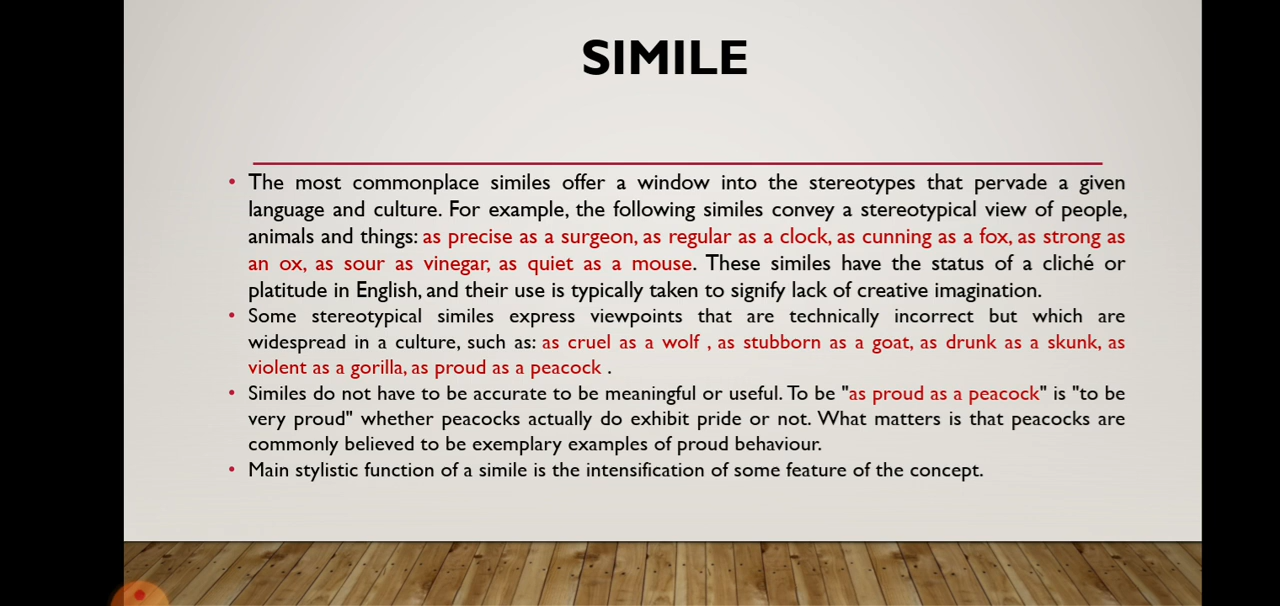 SIMILE
• The most commonplace similes offer a window into the stereotypes that pervade a given
language and culture. For example, the following similes convey a stereotypical view of people,
animals and things: as precise as a surgeon, as regular as a clock, as cunning as a fox, as strong as
an ox, as sour as vinegar, as quiet as a mouse. These similes have the status of a cliché or
platitude in English, and their use is typically taken to signify lack of creative imagination.
• Some stereotypical similes express viewpoints that are technically incorrect but which are
widespread in a culture, such as: as cruel as a wolf , as stubborn as a goat, as drunk as a skunk, as
violent as a gorilla, as proud as a peacock .
• Similes do not have to be accurate to be meaningful or useful. To be "as proud as a peacock" is "to be
very proud" whether peacocks actually do exhibit pride or not. What matters is that peacocks are
commonly believed to be exemplary examples of proud behaviour.
• Main stylistic function of a simile is the intensification of some feature of the concept.